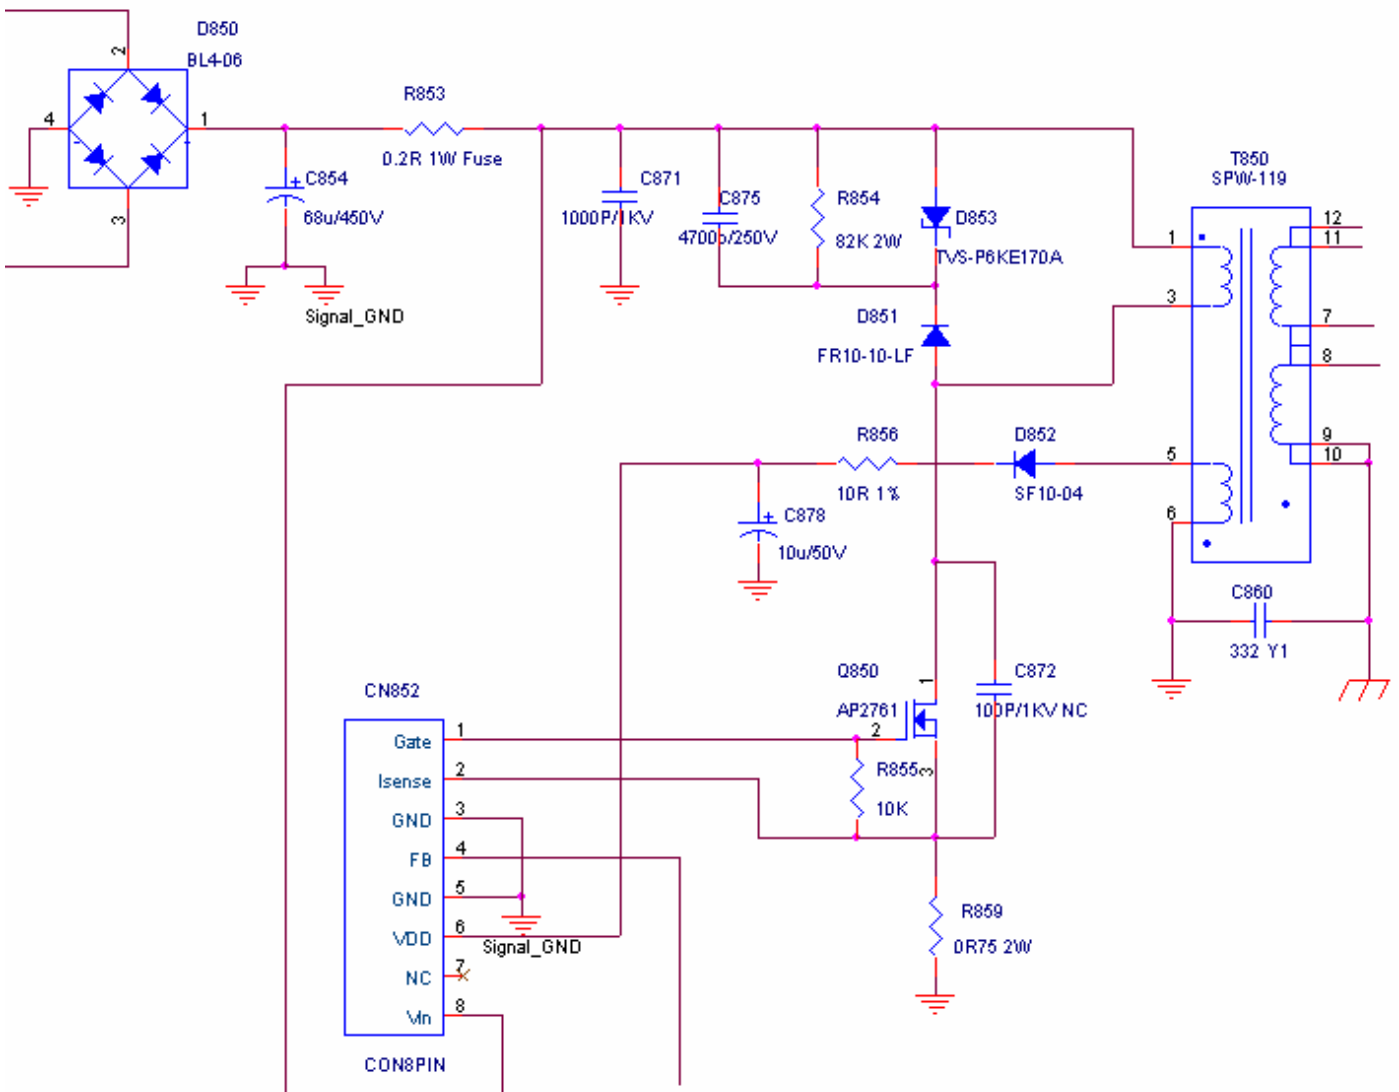 D850
BL4-06
2
4
1
3
R853
0.2R 1W Fuse
C854
68u/450V
Signal_GND
C871
1000P/1KV
C875
4700p/250V
R854
82K 2W
D853
TVS-P6KE170A
D851
FR10-10-LF
T850
SPW-119
1
3
5
6
12
11
7
8
9
10
R856
10R 1%
D852
SF10-04
C878
10u/50V
C860
332 Y1
Q850
AP2761
1
2
3
C872
100P/1KV NC
R855
10K
R859
0R75 2W
CN852
Gate 1
Isense 2
GND 3
FB 4
GND 5
VDD 6
NC 7
Vin 8
Signal_GND
CON8PIN